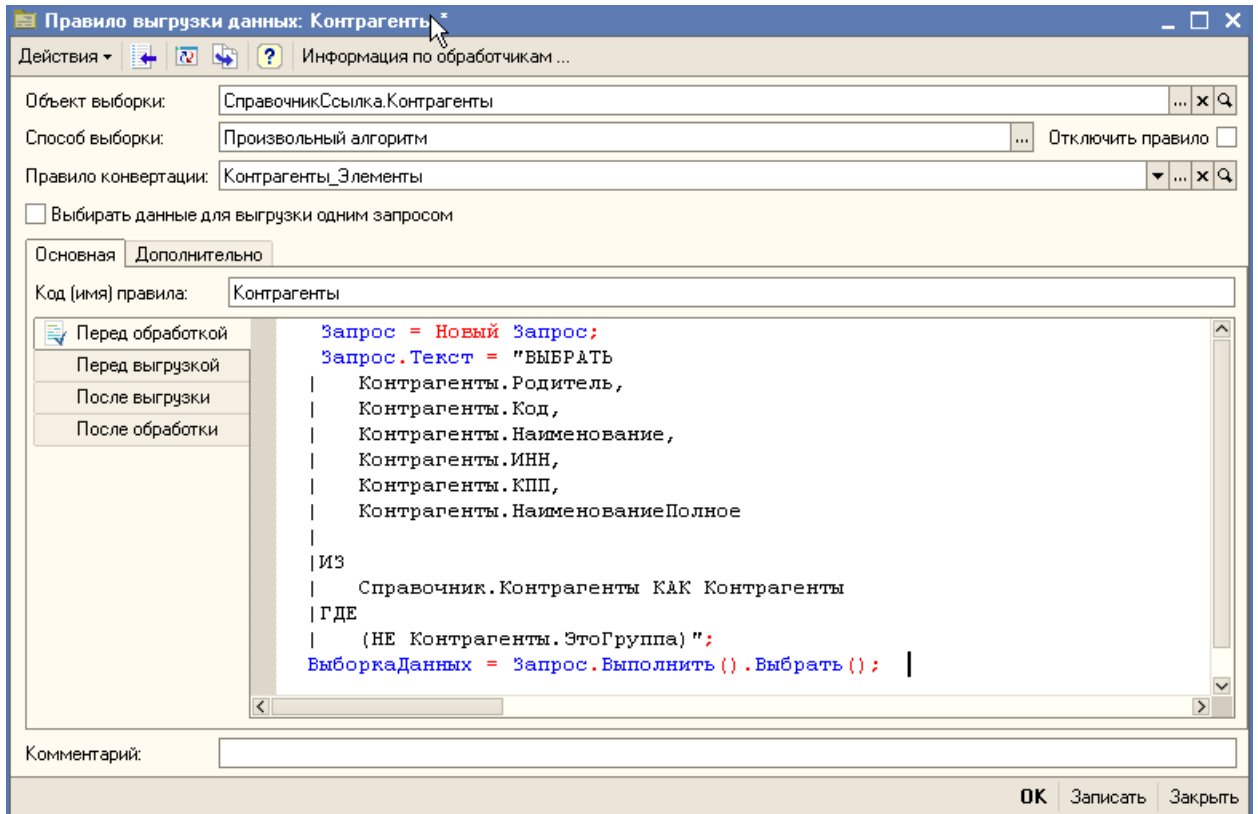 Правило выгрузки данных: Контрагенты *
Действия Информация по обработчикам ...
Объект выборки: СправочникСсылка.Контрагенты
Способ выборки: Произвольный алгоритм ... Отключить правило
Правило конвертации: Контрагенты_Элементы
Выбирать данные для выгрузки одним запросом
Основная Дополнительно
Код (имя) правила: Контрагенты
Перед обработкой
Перед выгрузкой
После выгрузки
После обработки
Запрос = Новый Запрос;
Запрос.Текст = "ВЫБРАТЬ
| Контрагенты.Родитель,
| Контрагенты.Код,
| Контрагенты.Наименование,
| Контрагенты.ИНН,
| Контрагенты.КПП,
| Контрагенты.НаименованиеПолное
|
|ИЗ
| Справочник.Контрагенты КАК Контрагенты
|ГДЕ
| (НЕ Контрагенты.ЭтоГруппа)";
ВыборкаДанных = Запрос.Выполнить().Выбрать();
Комментарий:
ОК Записать Закрыть